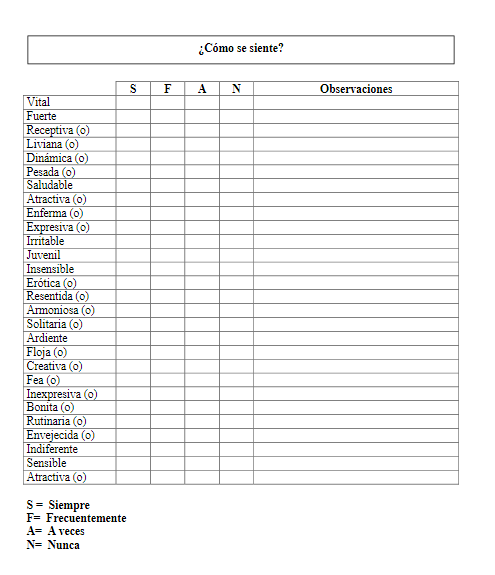 ¿Cómo se siente?
S F A N Observaciones
Vital
Fuerte
Receptiva (o)
Liviana (o)
Dinámica (o)
Pesada (o)
Saludable
Atractiva (o)
Enferma (o)
Expresiva (o)
Irritable
Juvenil
Insensible
Erótica (o)
Resentida (o)
Armoniosa (o)
Solitaria (o)
Ardiente
Floja (o)
Creativa (o)
Fea (o)
Inexpresiva (o)
Bonita (o)
Rutinaria (o)
Envejecida (o)
Indiferente
Sensible
Atractiva (o)
S = Siempre
F= Frecuentemente
A= A veces
N= Nunca